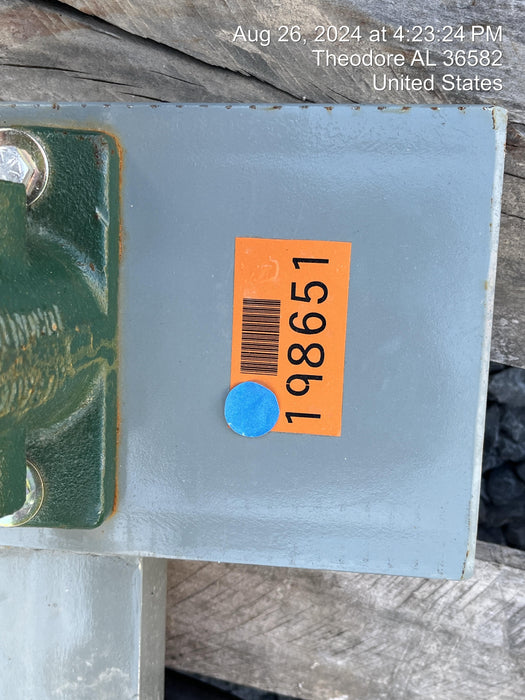 Aug 26, 2024 at 4:23:24 PM
Theodore AL 36582
United States
198651